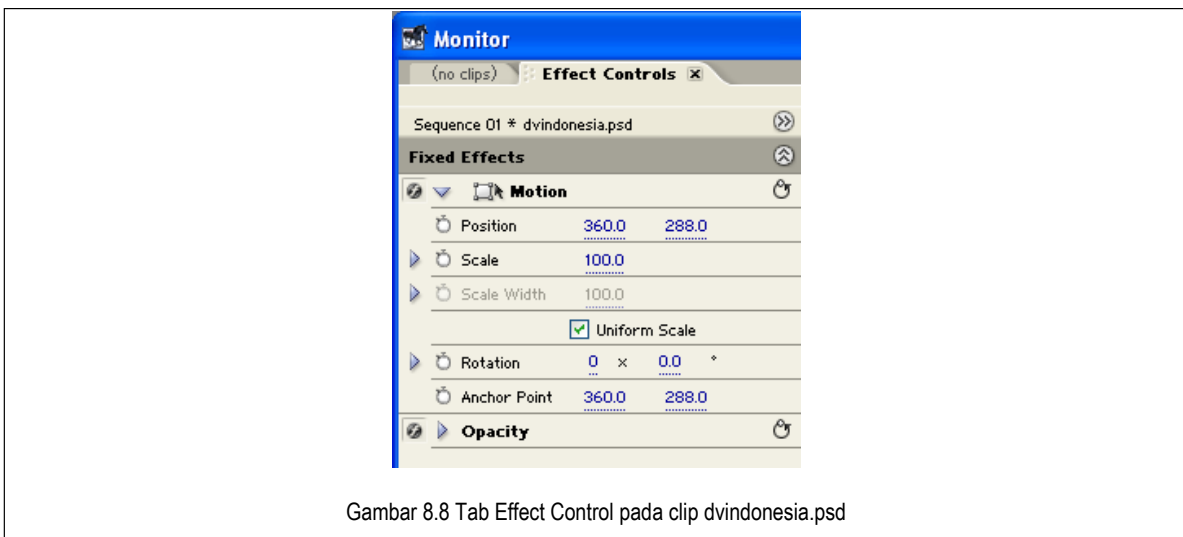 Monitor
(no clips) Effect Controls
Sequence 01 * dvindonesia.psd
Fixed Effects
Motion
Position 360.0 288.0
Scale 100.0
Scale Width 100.0
Uniform Scale
Rotation 0 x 0.0 °
Anchor Point 360.0 288.0
Opacity
Gambar 8.8 Tab Effect Control pada clip dvindonesia.psd